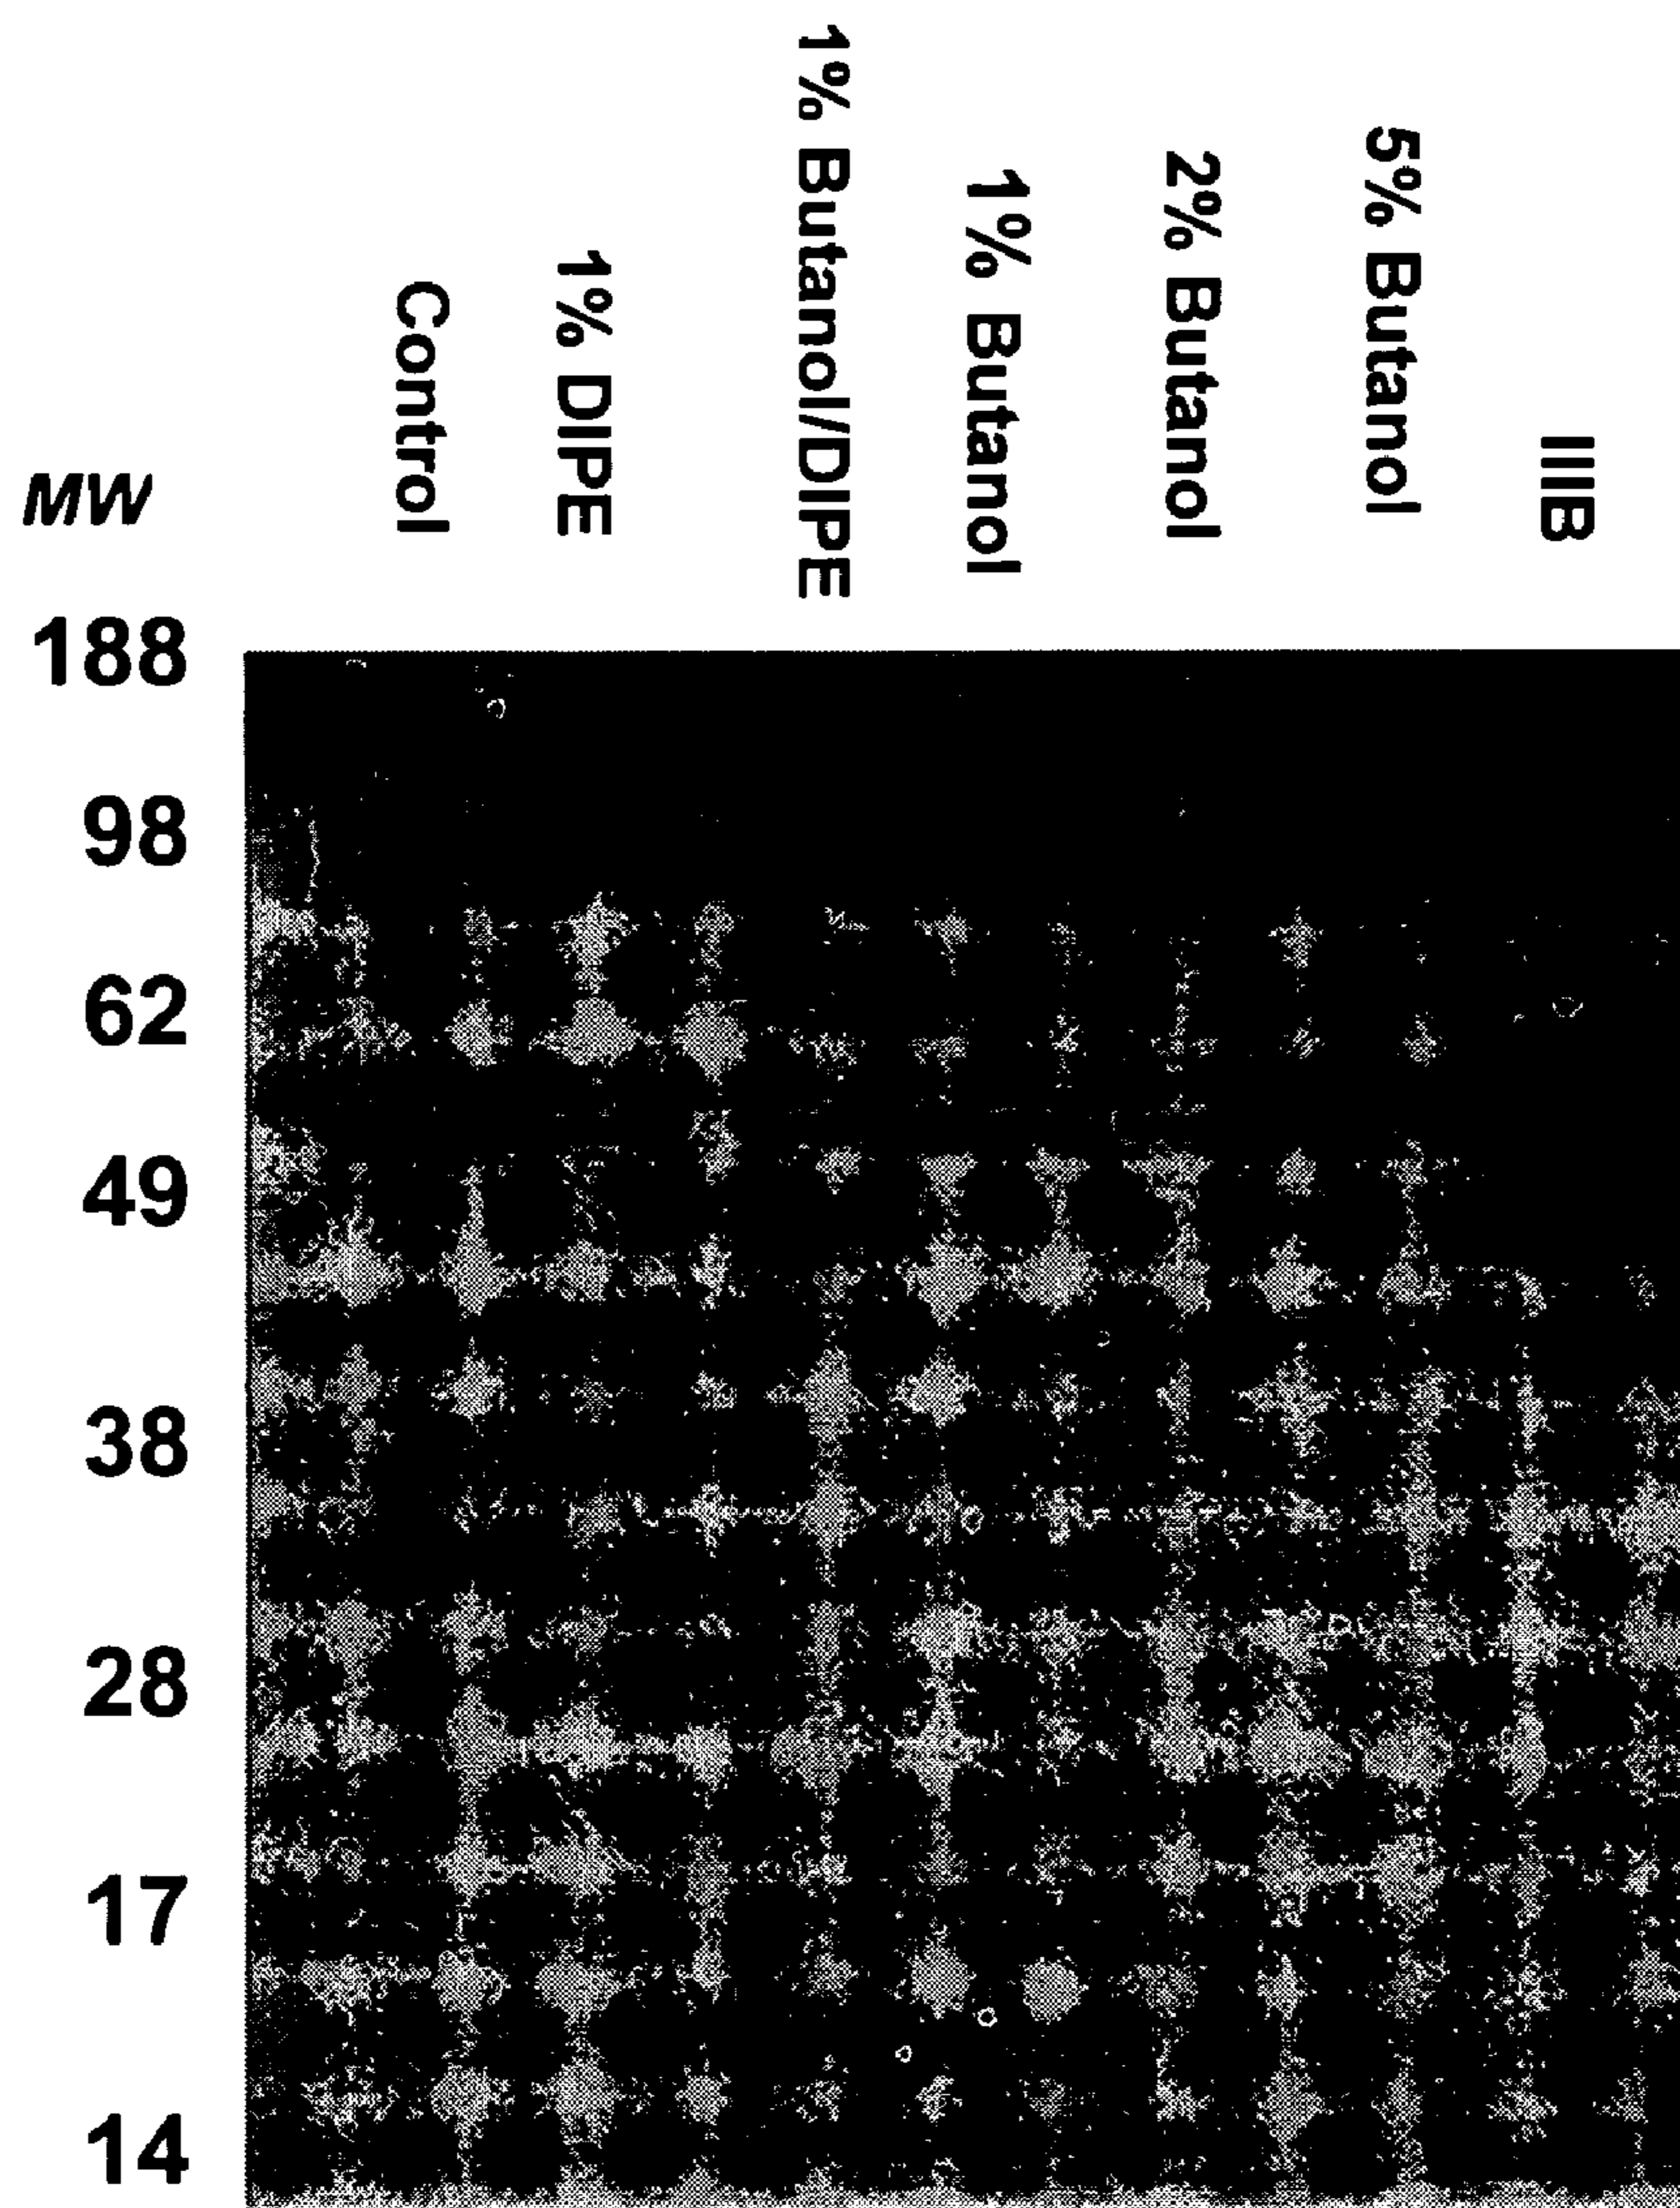 Control
1% DIPE
1% Butanol/DIPE
1% Butanol
2% Butanol
5% Butanol
IIIIB
MW
188
98
62
49
38
28
17
14